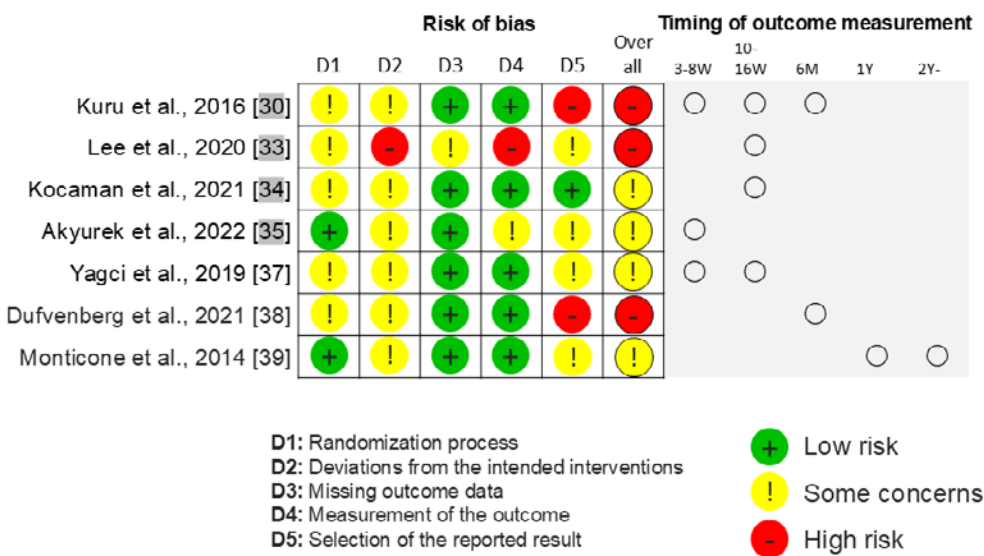 Risk of bias Timing of outcome measurement
D1 D2 D3 D4 D5 Over all 3-8W 10-16W 6M 1Y 2Y-
Kuru et al., 2016 [30] ! ! + + - -
Lee et al., 2020 [33] ! - ! - ! -
Kocaman et al., 2021 [34] ! ! + + + !
Akyurek et al., 2022 [35] + ! + ! ! !
Yagci et al., 2019 [37] ! ! + + ! !
Dufvenberg et al., 2021 [38] ! ! + + - -
Monticone et al., 2014 [39] + ! + + ! !
D1: Randomization process
D2: Deviations from the intended interventions
D3: Missing outcome data
D4: Measurement of the outcome
D5: Selection of the reported result
+ Low risk
! Some concerns
- High risk